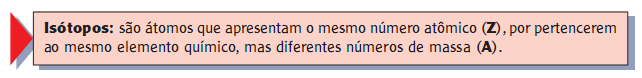 Isótopos: são átomos que apresentam o mesmo número atômico (Z), por pertencerem
ao mesmo elemento químico, mas diferentes números de massa (A).